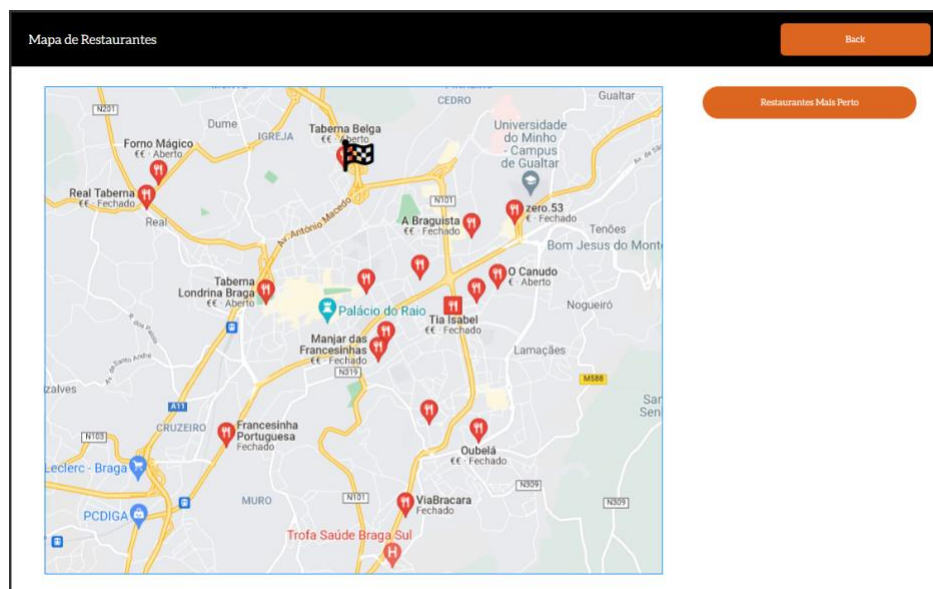 Mapa de Restaurantes
Back
Restaurantes Mais Perto
CEDRO
Gualtar
N201
Dume
IGREJA
Taberna Belga
€€ · Aberto
Universidade
do Minho
- Campus
de Gualtar
Forno Mágico
€€ · Aberto
Real Taberna
€€ · Fechado
Real
Av. António Macedo
N101
A Braguista
€€ · Fechado
zero.53
€ · Fechado
Tenões
Bom Jesus do Mont
Taberna
Londrina Braga
€€ · Aberto
O Canudo
€ · Aberto
Palácio do Raio
Nogueiró
Tia Isabel
€€ · Fechado
Manjar das
Francesinhas
€€ · Fechado
N319
Lamaçães
M588
zalves
A11
CRUZEIRO
Francesinha
Portuguesa
Fechado
San
Sen
N103
Leclerc - Braga
Oubelá
€€ · Fechado
N309
N309
PCDIGA
MURO
N101
ViaBracara
Fechado
Trofa Saúde Braga Sul